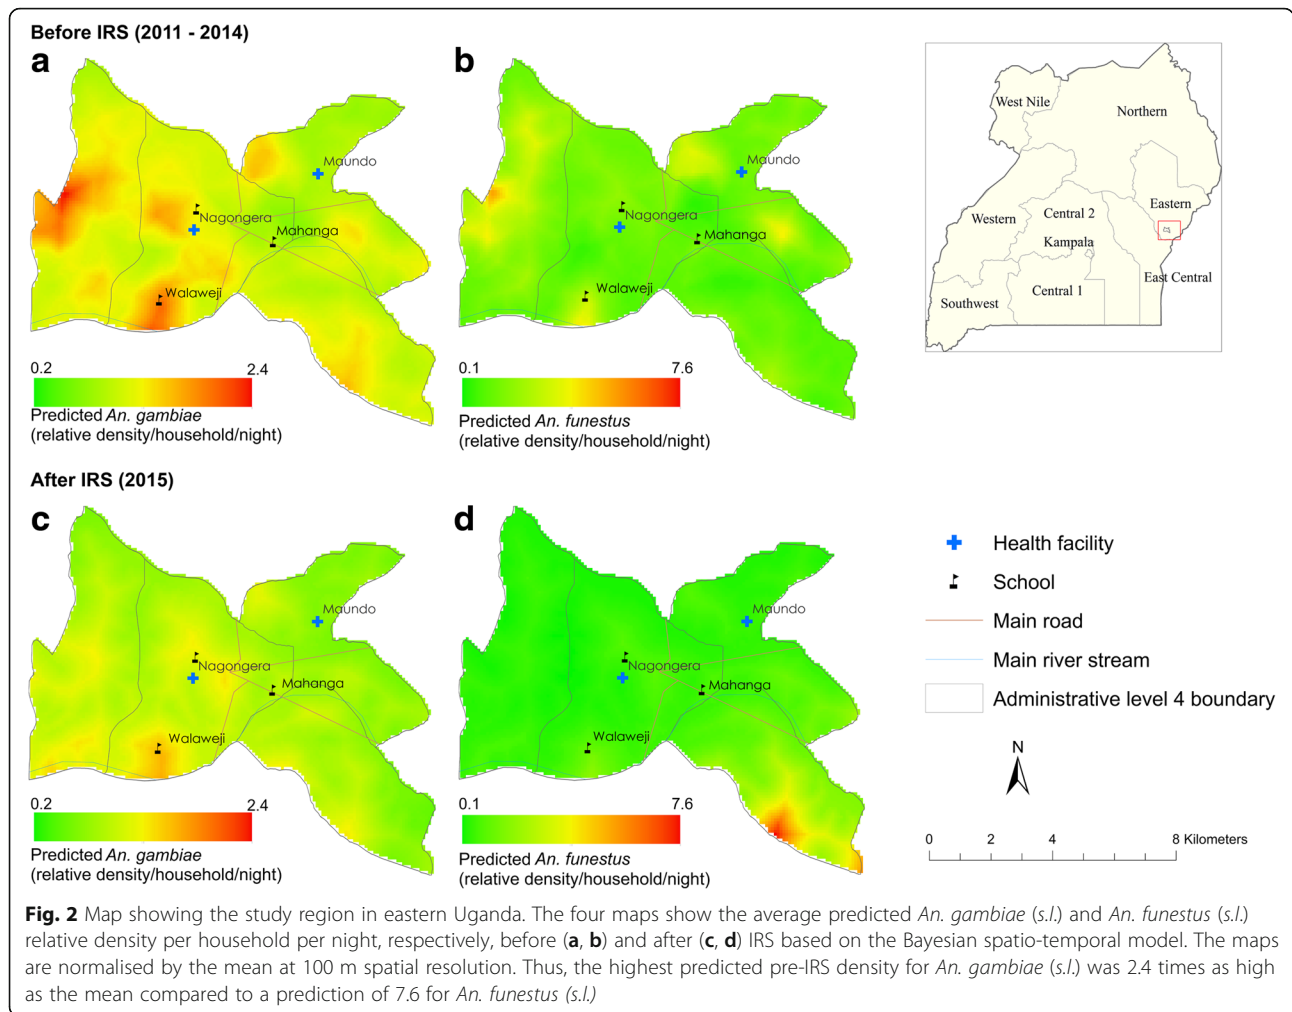 Before IRS (2011 - 2014)
a
Maundo
Nagongera
Mahanga
Walaweji
0.2
2.4
Predicted An. gambiae
(relative density/household/night)
b
Maundo
Nagongera
Mahanga
Walaweji
0.1
7.6
Predicted An. funestus
(relative density/household/night)
West Nile
Northern
Eastern
Western
Central 2
Kampala
East Central
Central 1
Southwest
After IRS (2015)
c
Maundo
Nagongera
Mahanga
Walaweji
0.2
2.4
Predicted An. gambiae
(relative density/household/night)
d
Maundo
Nagongera
Mahanga
Walaweji
0.1
7.6
Predicted An. funestus
(relative density/household/night)
Health facility
School
Main road
Main river stream
Administrative level 4 boundary
N
0 2 4 8 Kilometers
Fig. 2 Map showing the study region in eastern Uganda. The four maps show the average predicted An. gambiae (s.l.) and An. funestus (s.l.)
relative density per household per night, respectively, before (a, b) and after (c, d) IRS based on the Bayesian spatio-temporal model. The maps
are normalised by the mean at 100 m spatial resolution. Thus, the highest predicted pre-IRS density for An. gambiae (s.l.) was 2.4 times as high
as the mean compared to a prediction of 7.6 for An. funestus (s.l.)